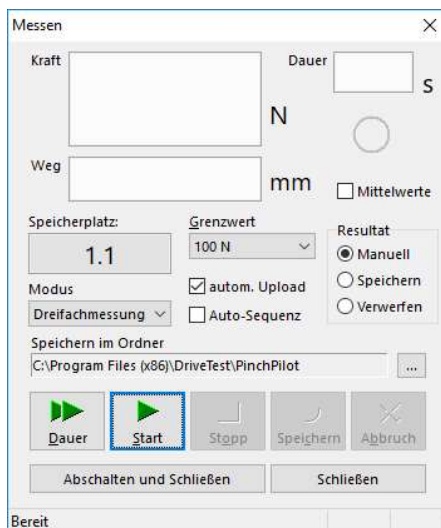 Messen
Kraft
Dauer
s
N
Weg
mm
Mittelwerte
Speicherplatz:
Grenzwert
Resultat
1.1
100 N
Manuell
autom. Upload
Speichern
Modus
Dreifachmessung
Auto-Sequenz
Verwerfen
Speichern im Ordner
C:\Program Files (x86)\DriveTest\PinchPilot
...
Dauer Start Stopp Speichern Abbruch
Abschalten und Schließen Schließen
Bereit